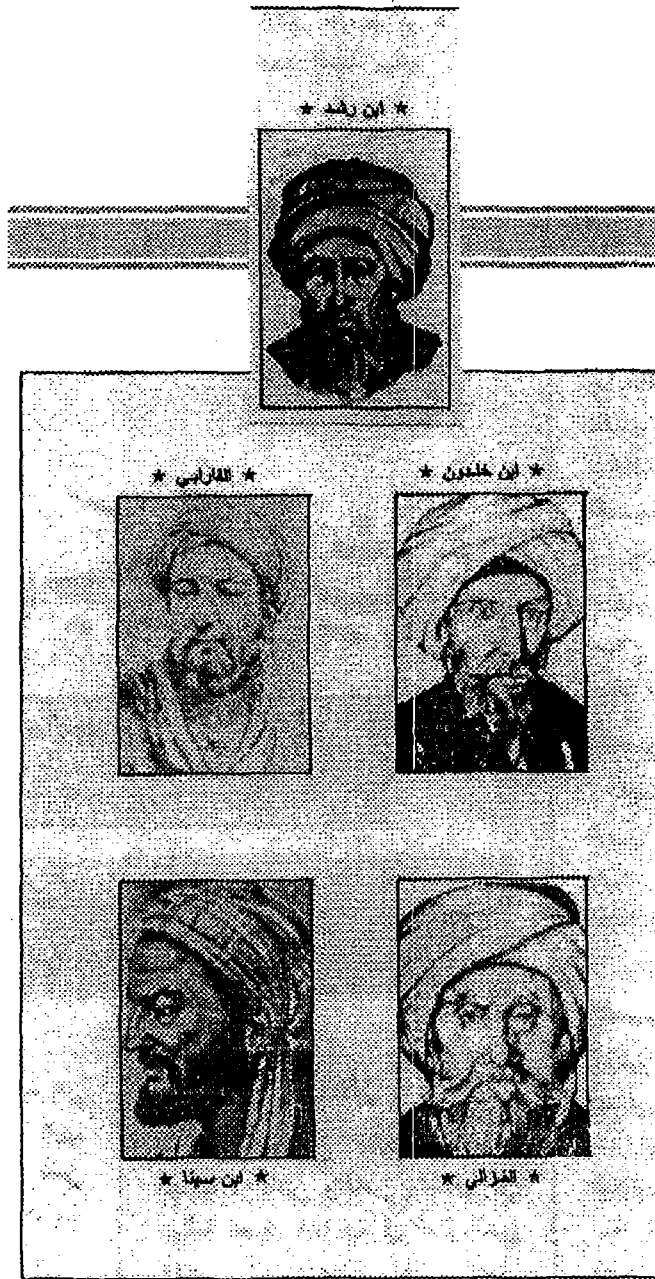 ★ ابن رشد ★
★ ابن خلدون ★
★ الفارابي ★
★ الغزالي ★
★ ابن سينا ★